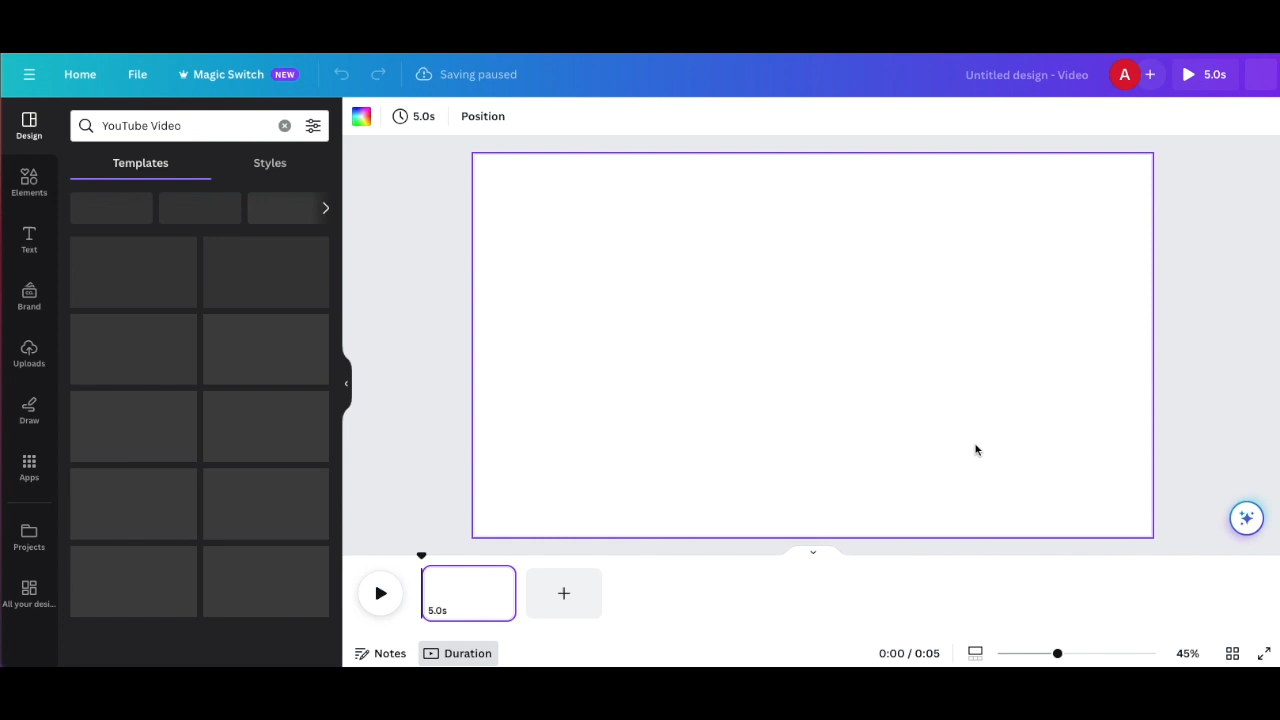 Home File Magic Switch NEW Saving paused Untitled design - Video A 5.0s
Design
YouTube Video
5.0s Position
Templates Styles
Elements
Text
Brand
CO.
Uploads
Draw
Apps
Projects
All your desi...
5.0s
Notes Duration 0:00 / 0:05 45%